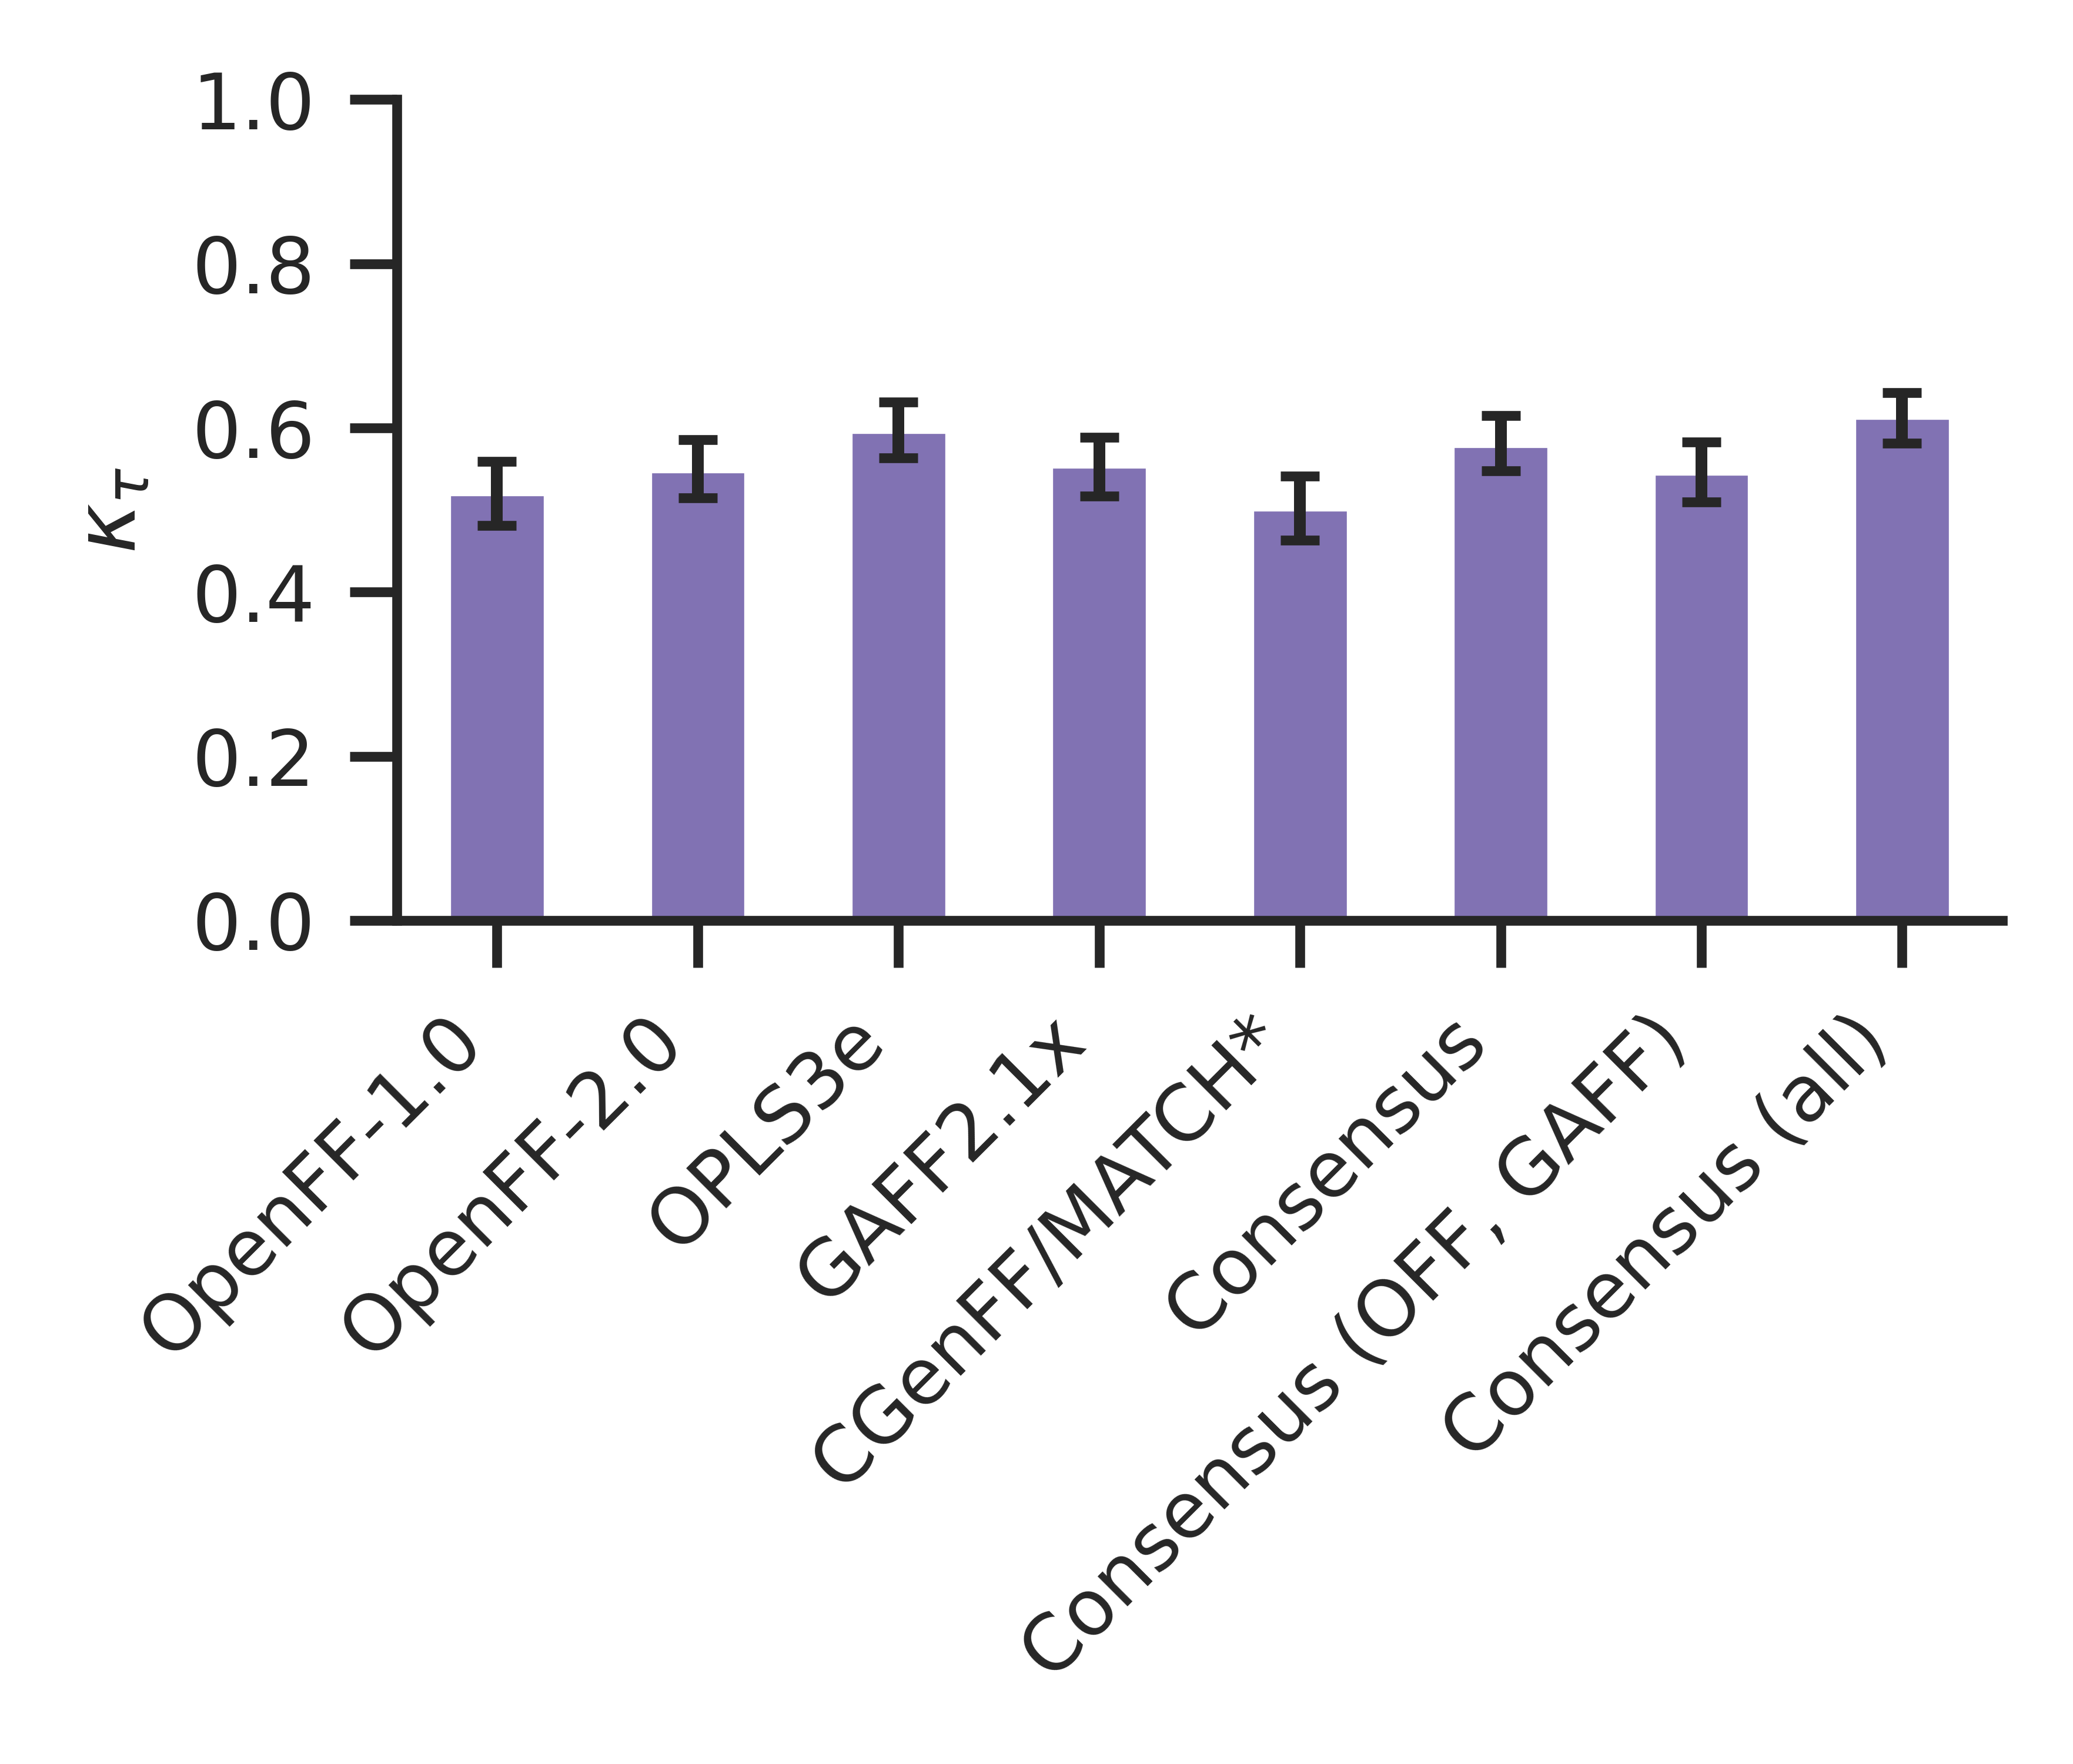 1.0
0.8
0.6
0.4
0.2
0.0
Kτ
OpenFF-1.0
OpenFF-2.0
OPLS3e
GAFF2.1x
CGenFF/MATCH*
Consensus
Consensus (OFF, GAFF)
Consensus (all)